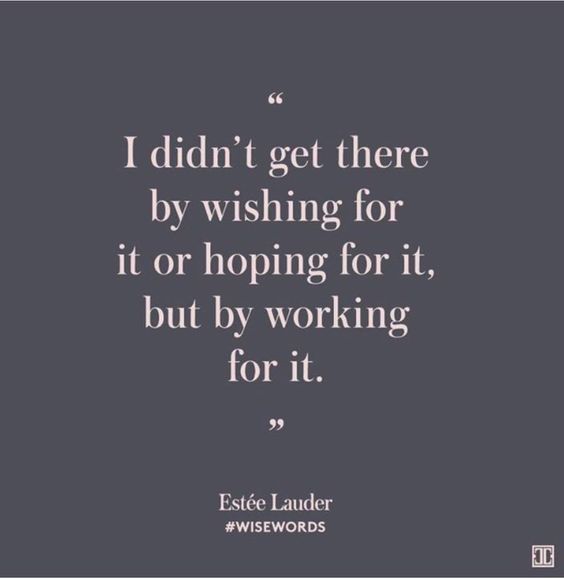 “
I didn’t get there
by wishing for
it or hoping for it,
but by working
for it.
”
Estée Lauder
#WISEWORDS